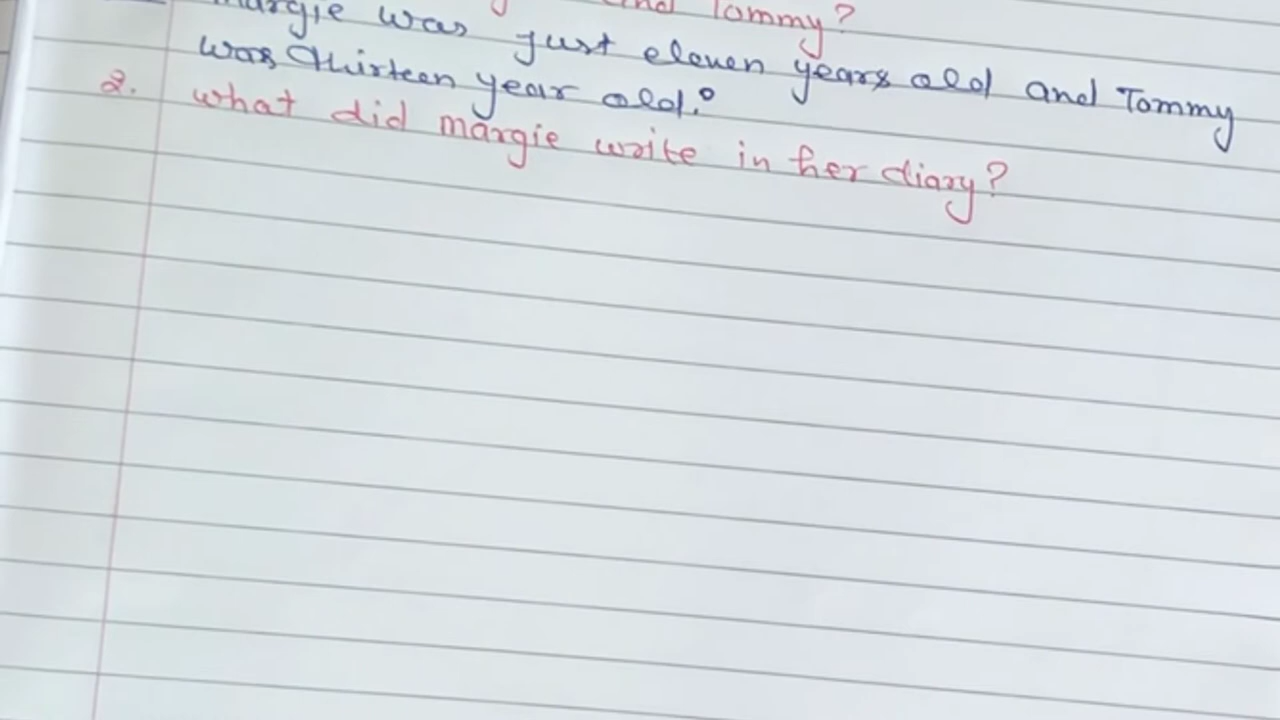 Tommy?
Margie was just eleven years old and Tommy
was thirteen year old.
2. what did margie write in her diary?